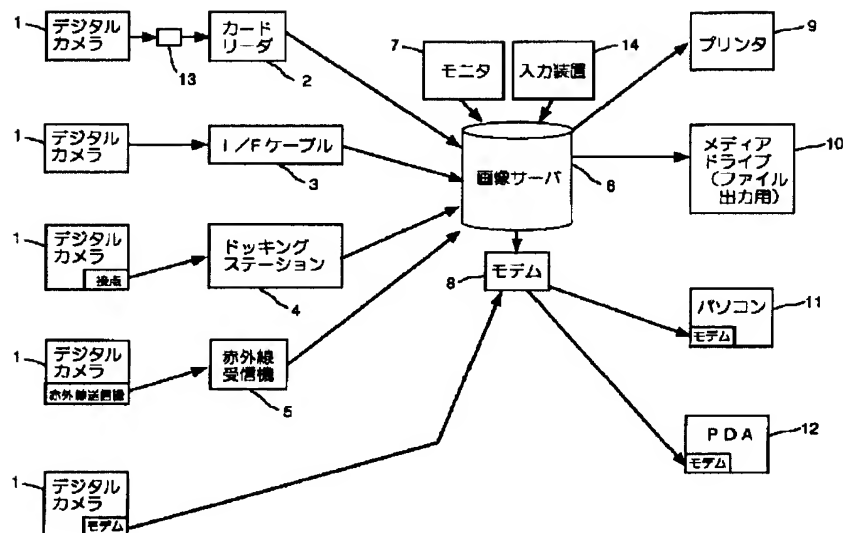 1
デジタル
カメラ
13
カード
リーダ
2
7
モニタ
14
入力装置
9
プリンタ
1
デジタル
カメラ
I/Fケーブル
3
画像サーバ
6
メディア
ドライブ
(ファイル
出力用)
10
1
デジタル
カメラ
接点
ドッキング
ステーション
4
モデム
8
パソコン
モデム
11
1
デジタル
カメラ
赤外線送信機
赤外線
受信機
5
PDA
モデム
12
1
デジタル
カメラ
モデム